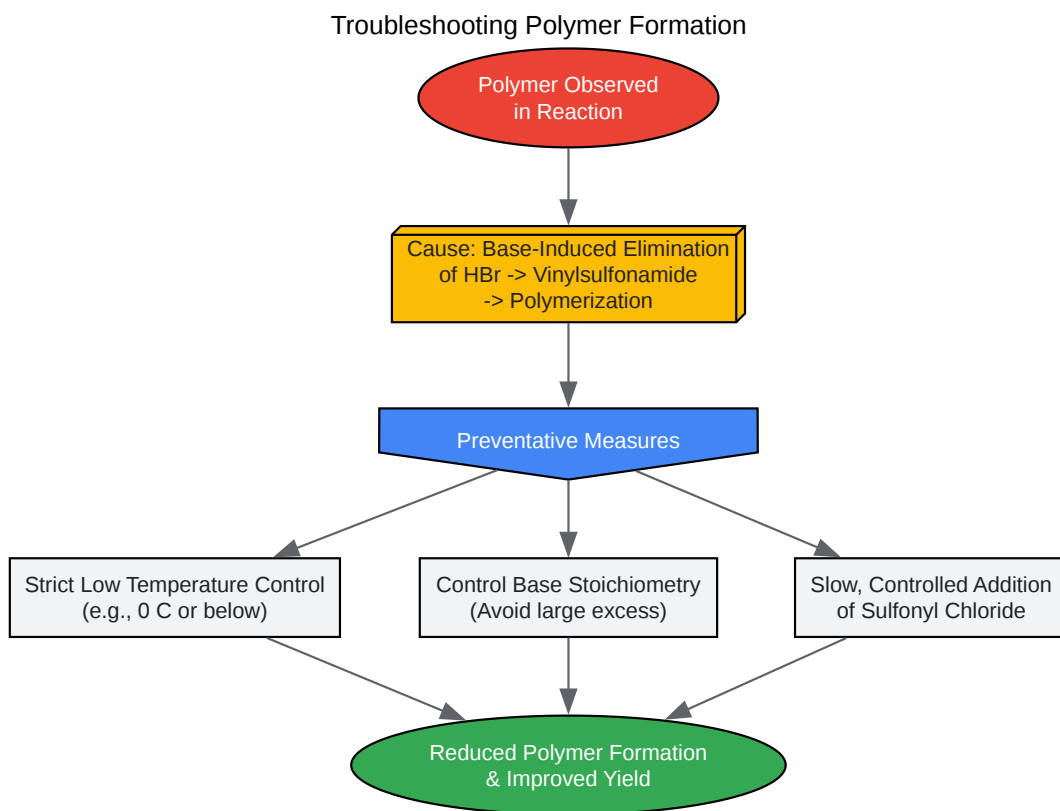 Troubleshooting Polymer Formation
Polymer Observed
in Reaction
Cause: Base-Induced Elimination
of HBr -> Vinylsulfonamide
-> Polymerization
Preventative Measures
Strict Low Temperature Control
(e.g., 0 C or below)
Control Base Stoichiometry
(Avoid large excess)
Slow, Controlled Addition
of Sulfonyl Chloride
Reduced Polymer Formation
& Improved Yield